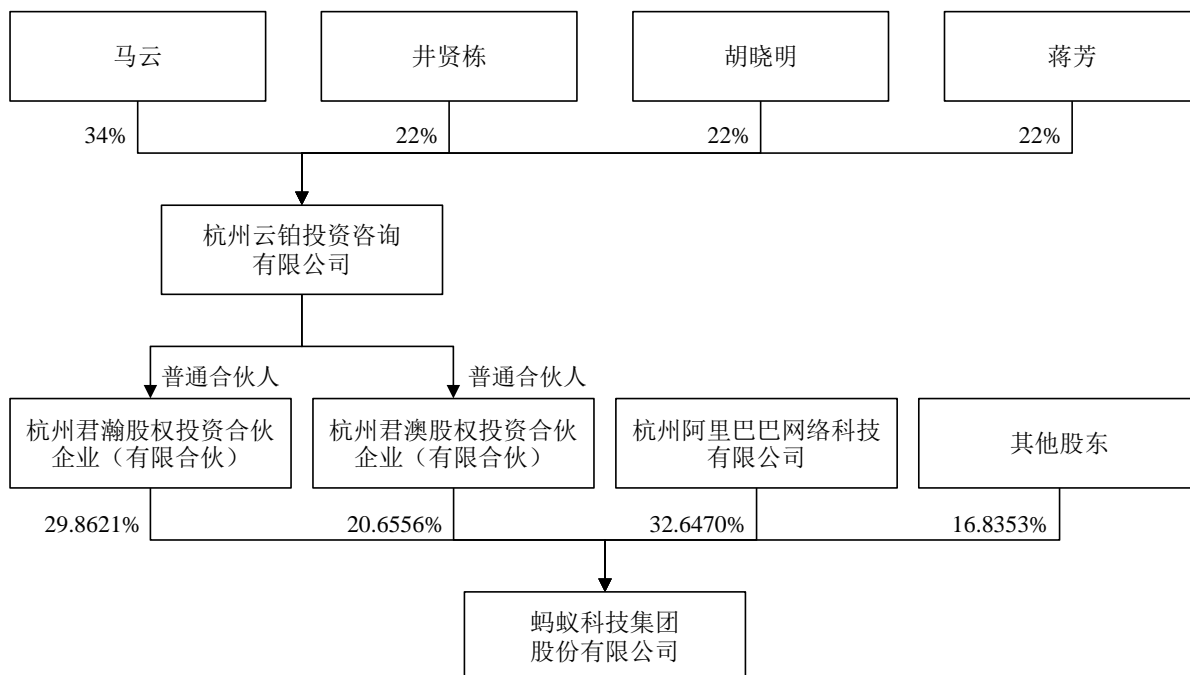 马云
井贤栋
胡晓明
蒋芳
34%
22%
22%
22%
杭州云铂投资咨询
有限公司
普通合伙人
普通合伙人
杭州君瀚股权投资合伙
企业（有限合伙）
杭州君澳股权投资合伙
企业（有限合伙）
杭州阿里巴巴网络科技
有限公司
其他股东
29.8621%
20.6556%
32.6470%
16.8353%
蚂蚁科技集团
股份有限公司